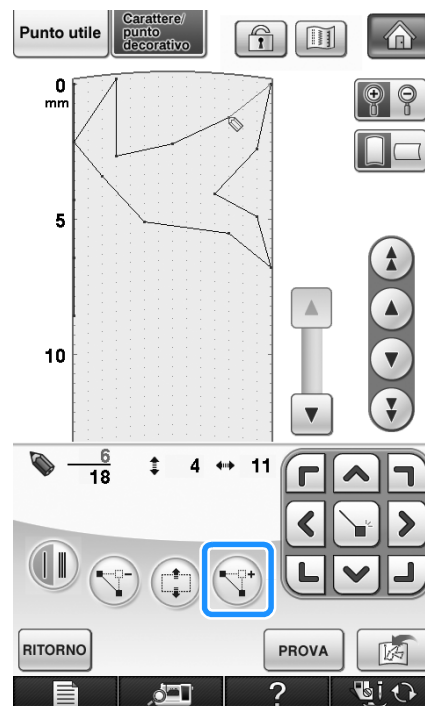 Punto utile
Carattere/
punto
decorativo
0
mm
5
10
6
18
4
11
RITORNO
PROVA
?